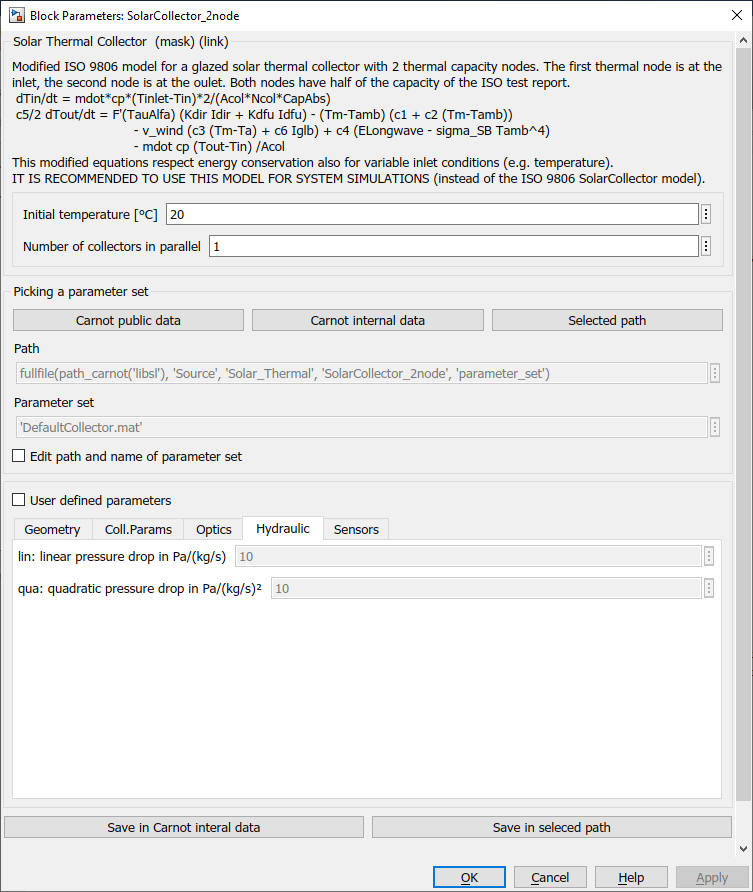 Block Parameters: SolarCollector_2node
Solar Thermal Collector (mask) (link)
Modified ISO 9806 model for a glazed solar thermal collector with 2 thermal capacity nodes. The first thermal node is at the
inlet, the second node is at the oulet. Both nodes have half of the capacity of the ISO test report.
dTin/dt = mdot*cp*(Tinlet-Tin)*2/(Acol*Ncol*CapAbs)
c5/2 dTout/dt = F'(TauAlfa) (Kdir Idir + Kdfu Idfu) - (Tm-Tamb) (c1 + c2 (Tm-Tamb))
- v_wind (c3 (Tm-Ta) + c6 Iglb) + c4 (ELongwave - sigma_SB Tamb^4)
- mdot cp (Tout-Tin) /Acol
This modified equations respect energy conservation also for variable inlet conditions (e.g. temperature).
IT IS RECOMMENDED TO USE THIS MODEL FOR SYSTEM SIMULATIONS (instead of the ISO 9806 SolarCollector model).
Initial temperature [°C] 20
Number of collectors in parallel 1
Picking a parameter set
Carnot public data Carnot internal data Selected path
Path
fullfile(path_carnot('libsl'), 'Source', 'Solar_Thermal', 'SolarCollector_2node', 'parameter_set')
Parameter set
'DefaultCollector.mat'
Edit path and name of parameter set
User defined parameters
Geometry Coll.Params Optics Hydraulic Sensors
lin: linear pressure drop in Pa/(kg/s) 10
qua: quadratic pressure drop in Pa/(kg/s)² 10
Save in Carnot interal data Save in seleced path
OK Cancel Help Apply